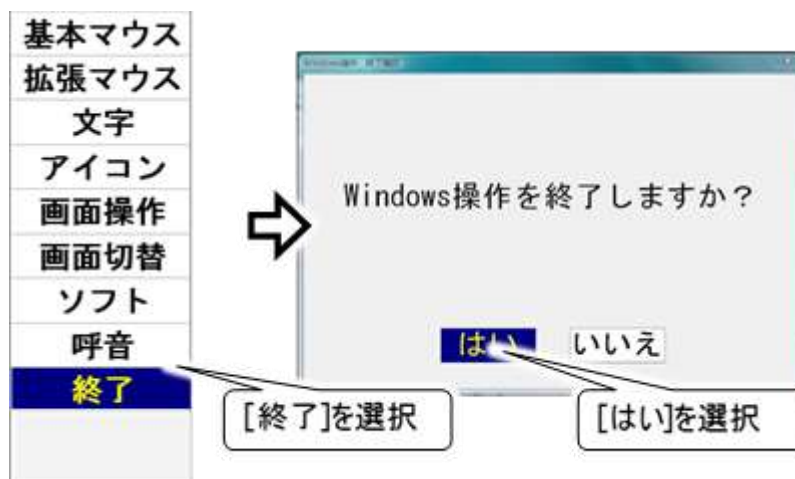 基本マウス
拡張マウス
文字
アイコン
画面操作
画面切替
ソフト
呼音
終了
[終了]を選択
Windows操作を終了しますか？
はい
いいえ
[はい]を選択